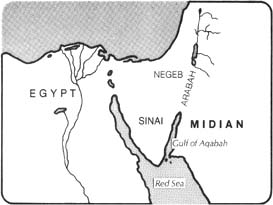 NEGEB
ARABAH
EGYPT
SINAI
MIDIAN
Gulf of Aqabah
Red Sea